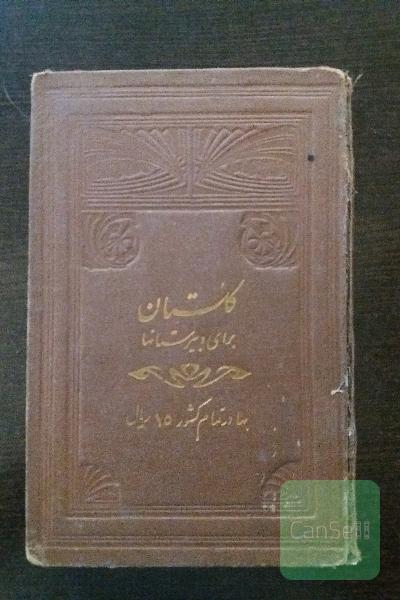 گلستان
برای دبیرستانها
بها در تمام کشور ۱۵ ریال
CanSell